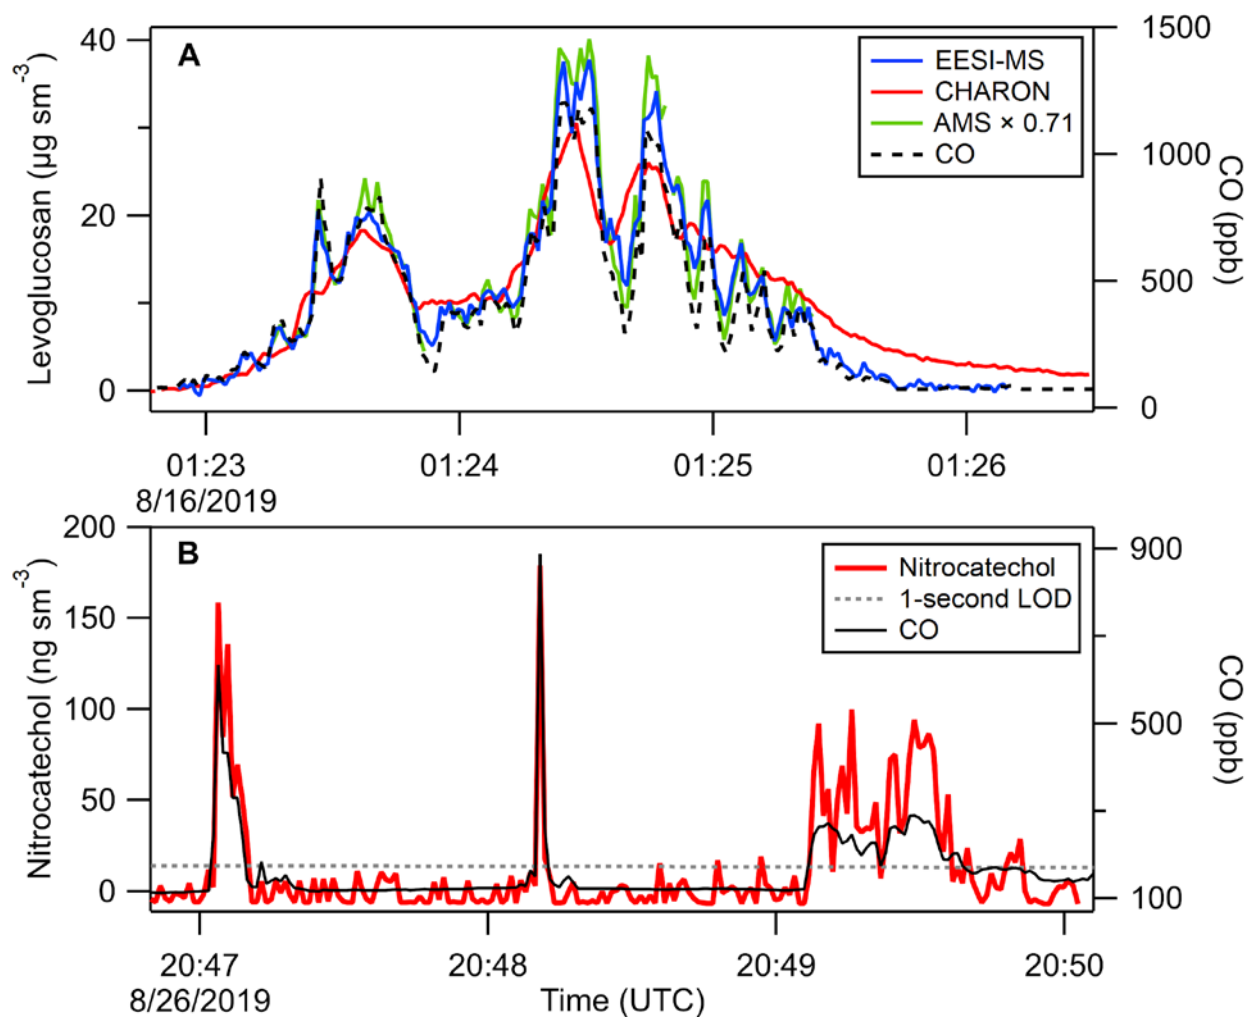 A
EESI-MS
CHARON
AMS × 0.71
CO
Levoglucosan (µg sm⁻³)
40
20
0
CO (ppb)
1500
1000
500
0
01:23 01:24 01:25 01:26
8/16/2019
B
Nitrocatechol
1-second LOD
CO
Nitrocatechol (ng sm⁻³)
200
150
100
50
0
CO (ppb)
900
500
100
20:47 20:48 20:49 20:50
8/26/2019
Time (UTC)